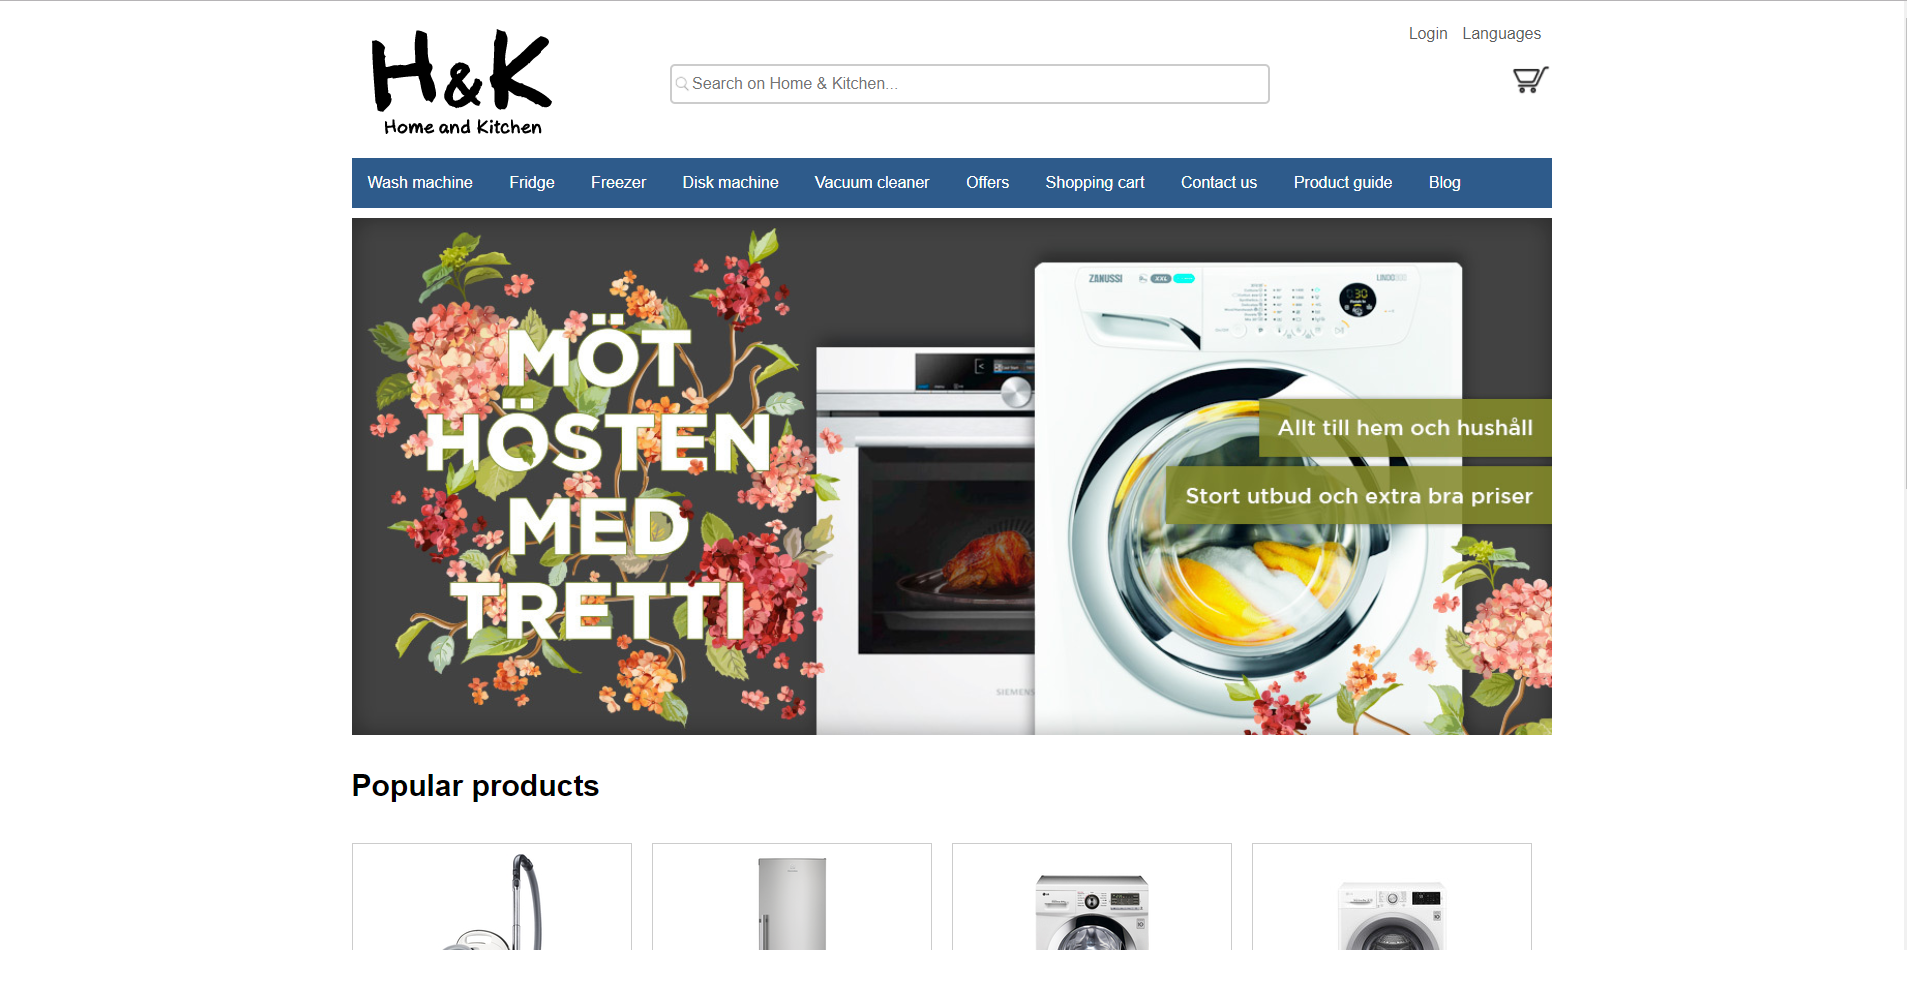 Login Languages
H&K
Home and Kitchen
Search on Home & Kitchen...
Wash machine Fridge Freezer Disk machine Vacuum cleaner Offers Shopping cart Contact us Product guide Blog
MÖT
HÖSTEN
MED
TRETTI
ZANUSSI XXL
30
Allt till hem och hushåll
Stort utbud och extra bra priser
SIEMENS
Popular products